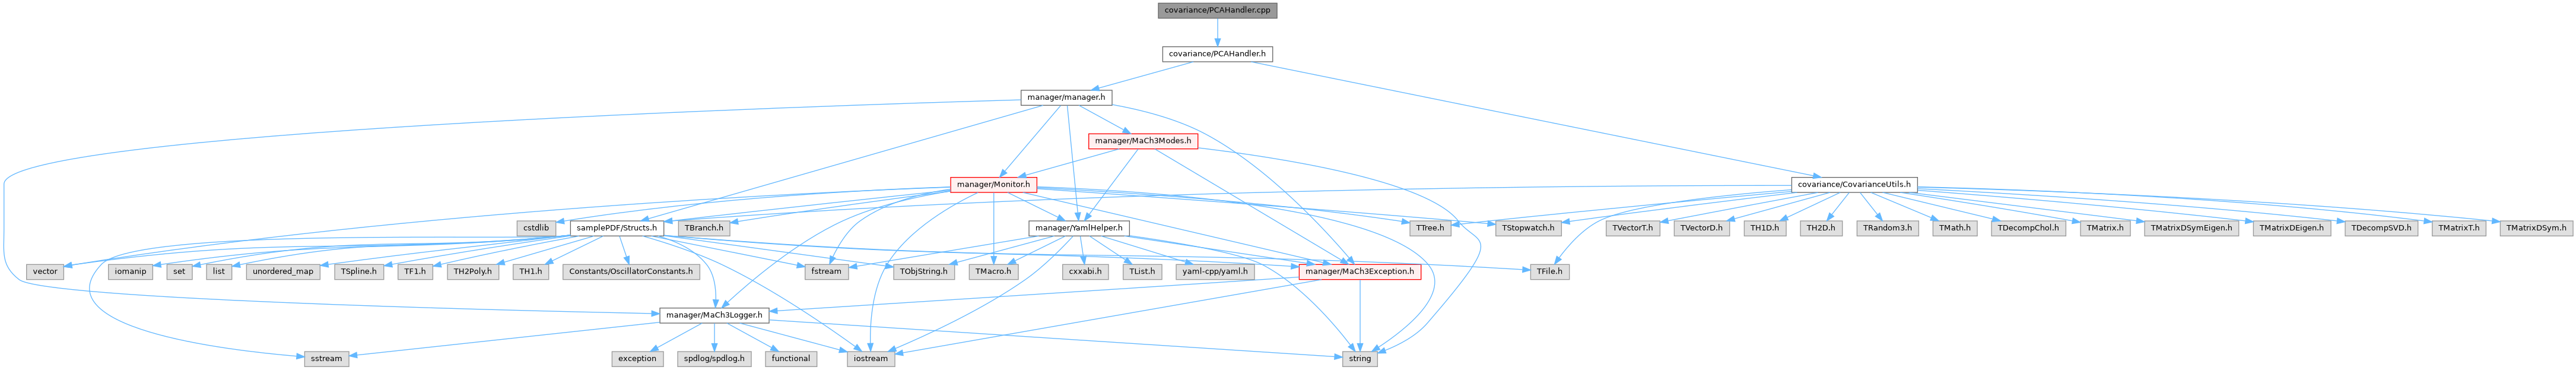 covariance/PCAHandler.cpp
covariance/PCAHandler.h
manager/manager.h
manager/MaCh3Modes.h
manager/Monitor.h
covariance/CovarianceUtils.h
cstdlib
samplePDF/Structs.h
TBranch.h
manager/YamlHelper.h
TTree.h
TStopwatch.h
TVectorT.h
TVectorD.h
TH1D.h
TH2D.h
TRandom3.h
TMath.h
TDecompChol.h
TMatrix.h
TMatrixDSymEigen.h
TMatrixDEigen.h
TDecompSVD.h
TMatrixT.h
TMatrixDSym.h
vector
iomanip
set
list
unordered_map
TSpline.h
TF1.h
TH2Poly.h
TH1.h
Constants/OscillatorConstants.h
fstream
TObjString.h
TMacro.h
cxxabi.h
TList.h
yaml-cpp/yaml.h
manager/MaCh3Exception.h
TFile.h
manager/MaCh3Logger.h
sstream
exception
spdlog/spdlog.h
functional
iostream
string